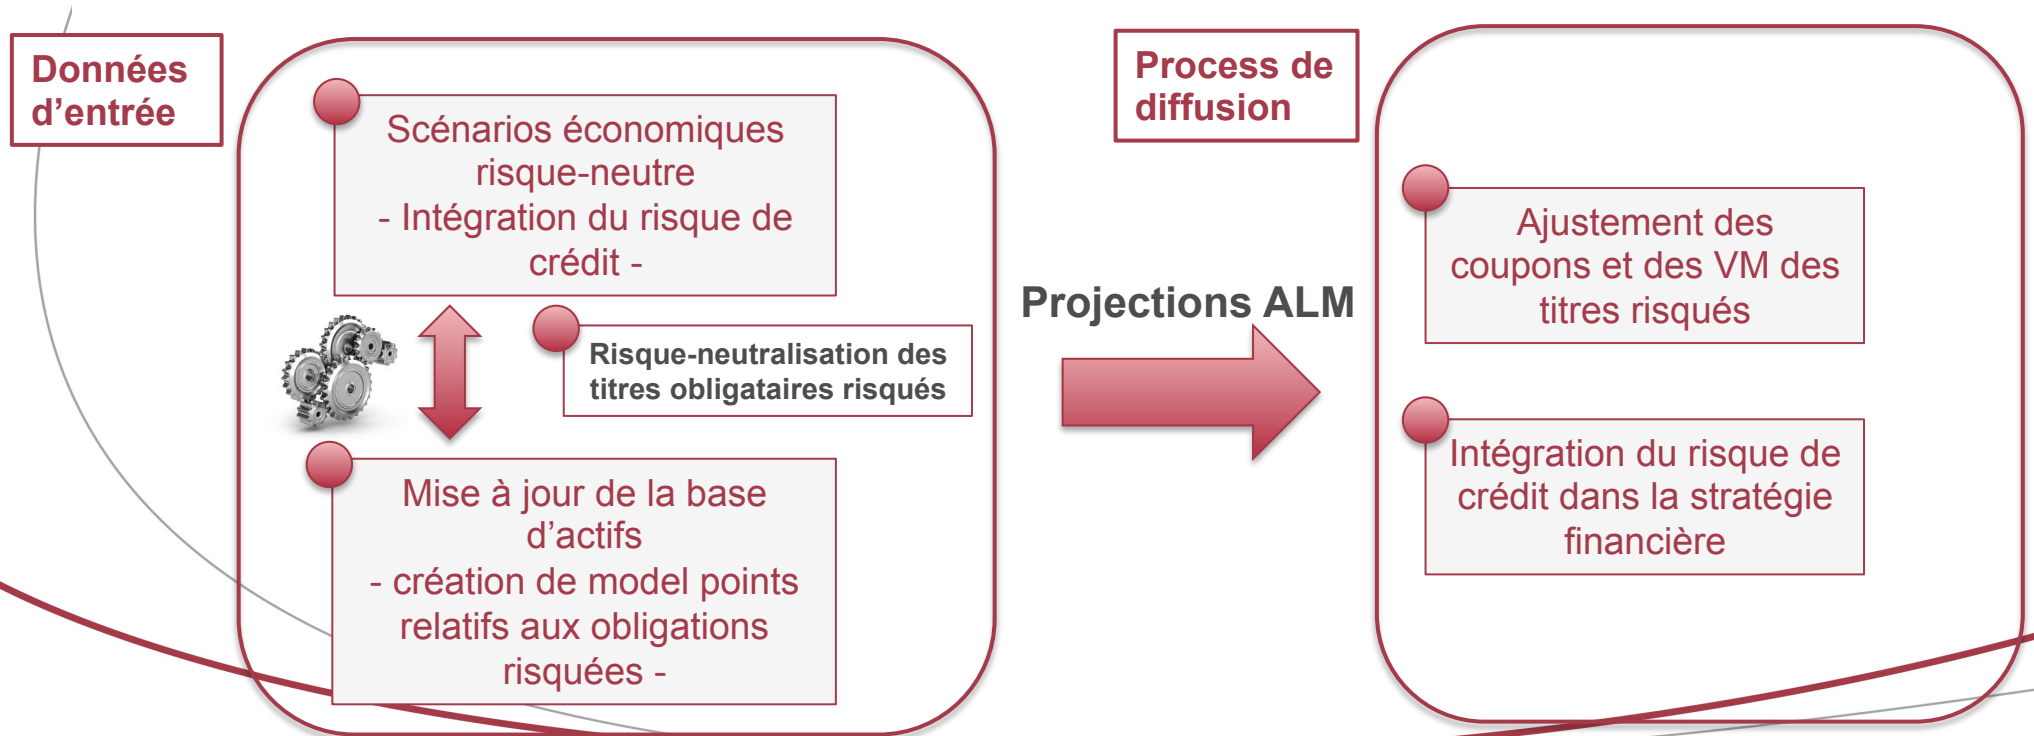 Données
d’entrée
Scénarios économiques
risque-neutre
- Intégration du risque de
crédit -
Risque-neutralisation des
titres obligataires risqués
Mise à jour de la base
d’actifs
- création de model points
relatifs aux obligations
risquées -
Projections ALM
Process de
diffusion
Ajustement des
coupons et des VM des
titres risqués
Intégration du risque de
crédit dans la stratégie
financière